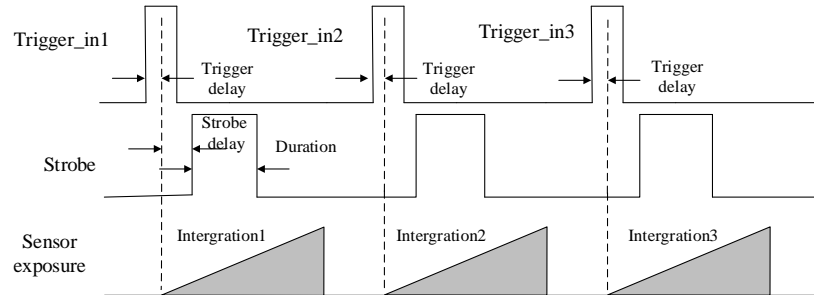 Trigger_in1
Trigger_in2
Trigger_in3
Trigger
delay
Trigger
delay
Trigger
delay
Strobe
Strobe
delay
Duration
Sensor
exposure
Intergration1
Intergration2
Intergration3